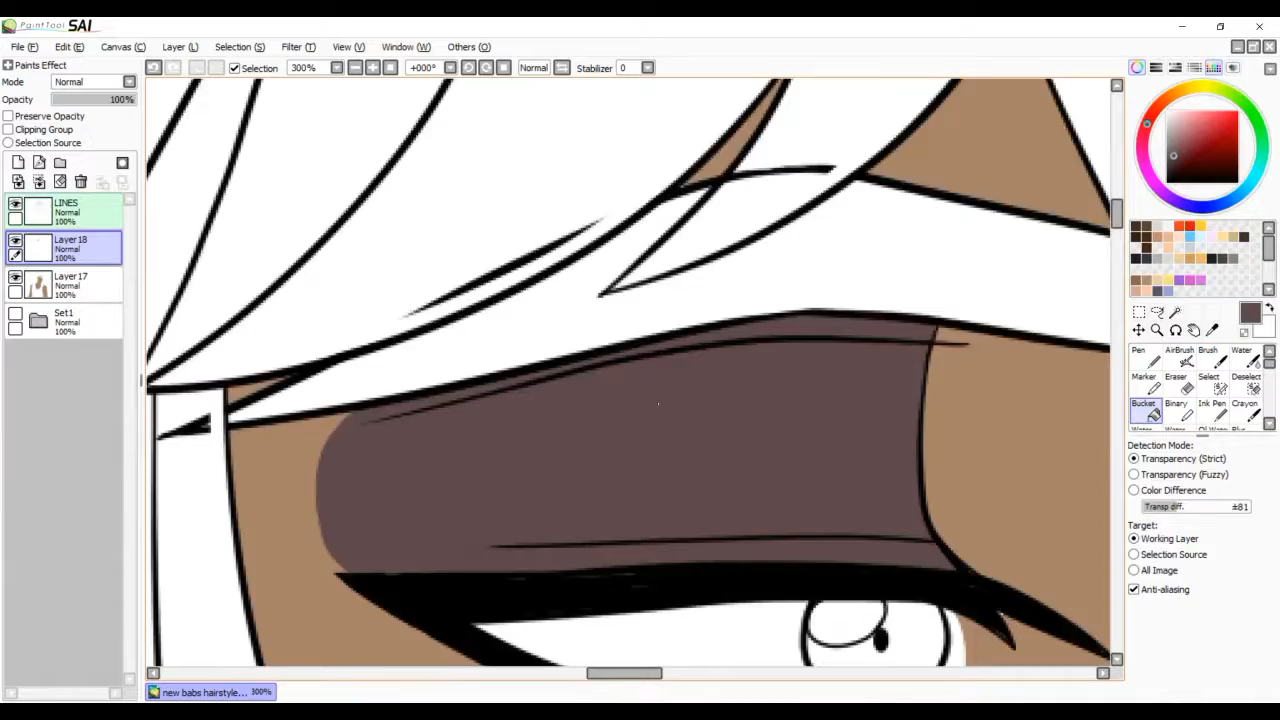 PaintTool SAI
File (F) Edit (E) Canvas (C) Layer (L) Selection (S) Filter (T) View (V) Window (W) Others (O)
Paints Effect
Selection 300% +000° Normal Stabilizer 0
Mode Normal
Opacity 100%
Preserve Opacity
Clipping Group
Selection Source
LINES
Normal
100%
Layer18
Normal
100%
Layer17
Normal
100%
Set1
Normal
100%
Pen AirBrush Brush Water
Marker Eraser Select Deselect
Bucket Binary Ink Pen Crayon
Detection Mode:
Transparency (Strict)
Transparency (Fuzzy)
Color Difference
Transp diff. ±81
Target:
Working Layer
Selection Source
All Image
Anti-aliasing
new babs hairstyle... 300%